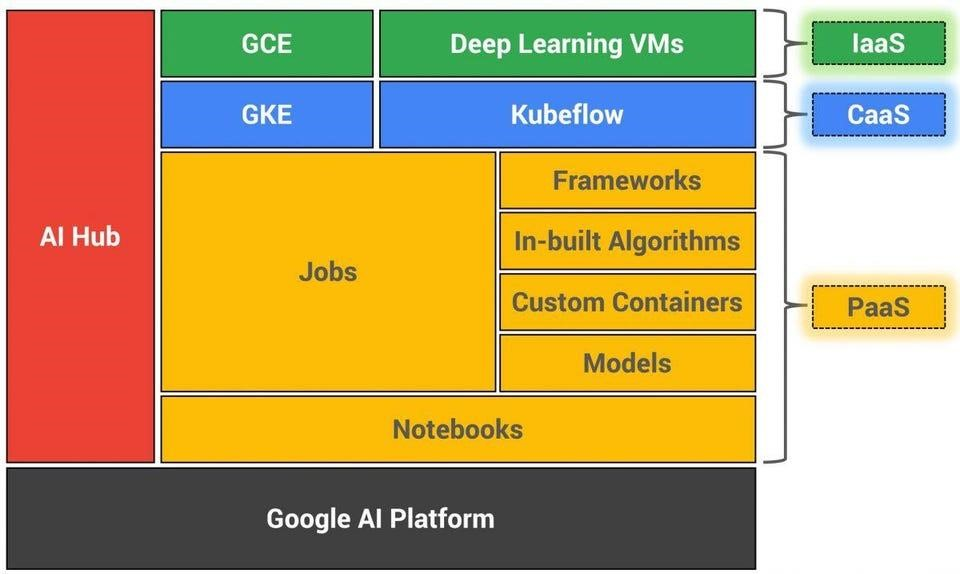 GCE
Deep Learning VMs
IaaS
GKE
Kubeflow
CaaS
AI Hub
Jobs
Frameworks
In-built Algorithms
Custom Containers
Models
PaaS
Notebooks
Google AI Platform